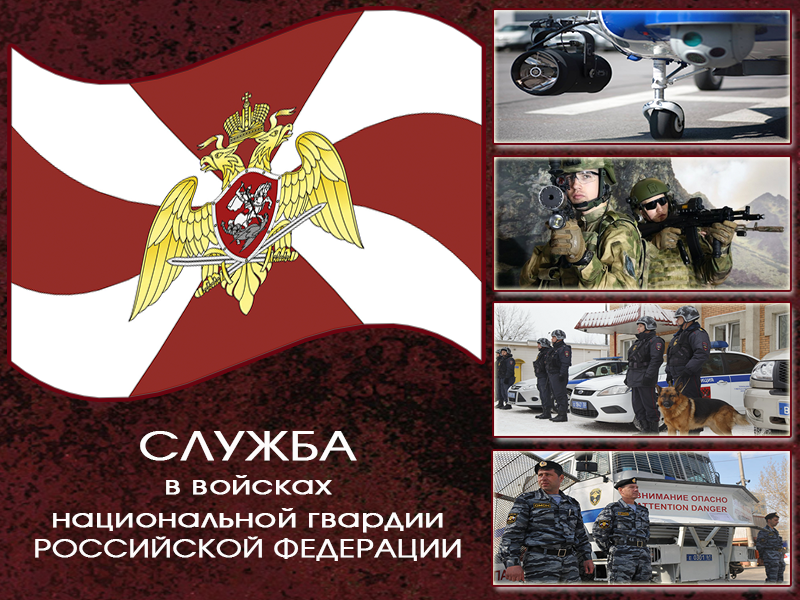 СЛУЖБА
в войсках
национальной гвардии
РОССИЙСКОЙ ФЕДЕРАЦИИ
ВНИМАНИЕ ОПАСНО
ATTENTION DANGER